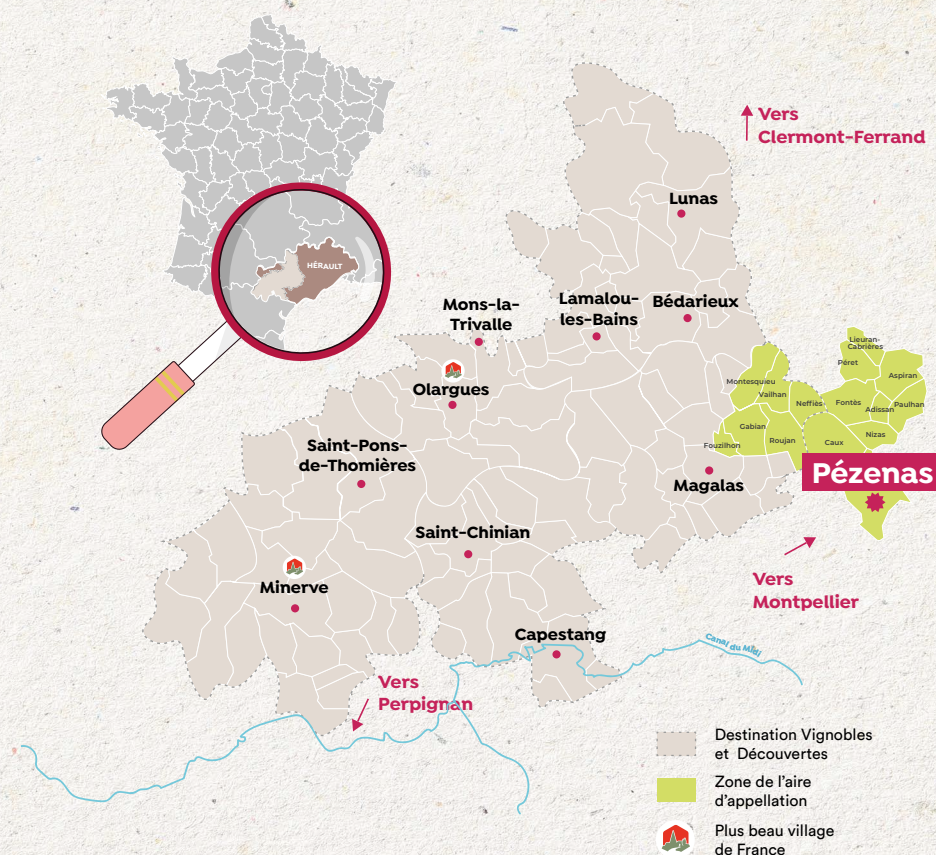 Vers
Clermont-Ferrand
Lunas
HÉRAULT
Mons-la-
Trivalle
Lamalou-
les-Bains
Bédarieux
Lieuran-
Cabrières
Péret
Olargues
Montesquieu
Aspiran
Vailhan
Neffiès
Fontès
Adissan
Paulhan
Gabian
Nizas
Fouzilhon
Roujan
Caux
Saint-Pons-
de-Thomières
Pézenas
Magalas
Saint-Chinian
Minerve
Vers
Montpellier
Capestang
Canal du Midi
Vers
Perpignan
Destination Vignobles
et Découvertes
Zone de l'aire
d'appellation
Plus beau village
de France